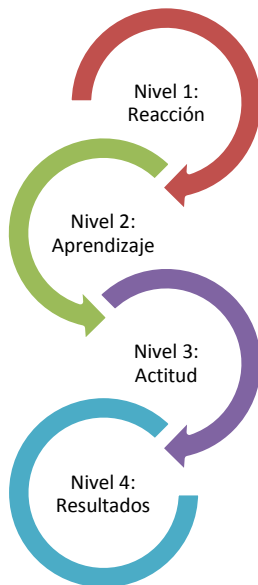 Nivel 1:
Reacción
Nivel 2:
Aprendizaje
Nivel 3:
Actitud
Nivel 4:
Resultados